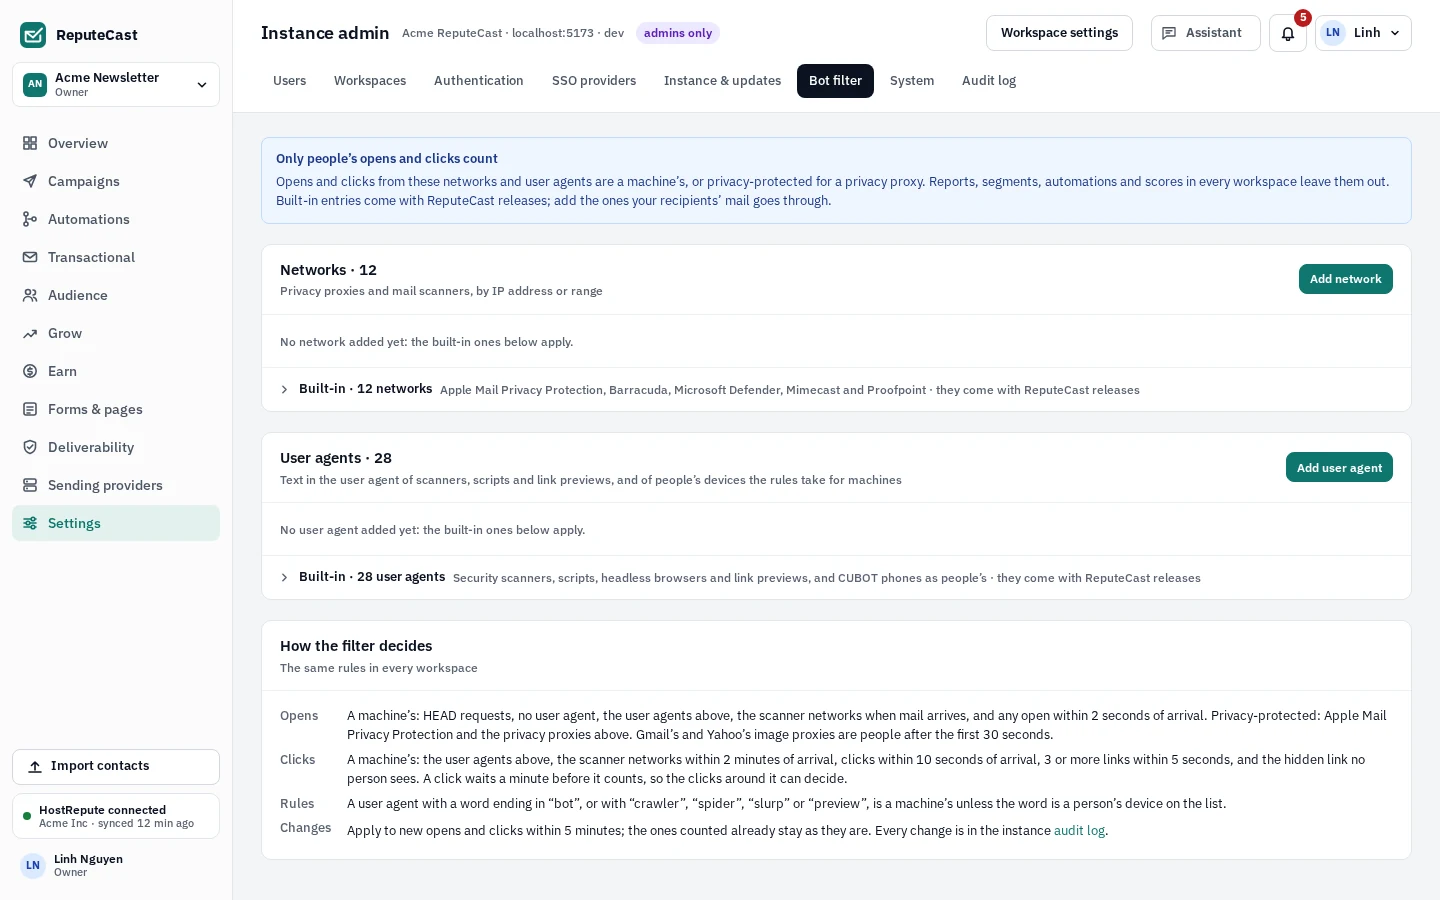 ReputeCast
AN
Acme Newsletter
Owner
Overview
Campaigns
Automations
Transactional
Audience
Grow
Earn
Forms & pages
Deliverability
Sending providers
Settings
Import contacts
HostRepute connected
Acme Inc · synced 12 min ago
LN
Linh Nguyen
Owner
Instance admin
Acme ReputeCast · localhost:5173 · dev
admins only
Workspace settings
Assistant
5
LN
Linh
Users
Workspaces
Authentication
SSO providers
Instance & updates
Bot filter
System
Audit log
Only people’s opens and clicks count
Opens and clicks from these networks and user agents are a machine’s, or privacy-protected for a privacy proxy. Reports, segments, automations and scores in every workspace leave them out.
Built-in entries come with ReputeCast releases; add the ones your recipients’ mail goes through.
Networks · 12
Privacy proxies and mail scanners, by IP address or range
Add network
No network added yet: the built-in ones below apply.
Built-in · 12 networks Apple Mail Privacy Protection, Barracuda, Microsoft Defender, Mimecast and Proofpoint · they come with ReputeCast releases
User agents · 28
Text in the user agent of scanners, scripts and link previews, and of people’s devices the rules take for machines
Add user agent
No user agent added yet: the built-in ones below apply.
Built-in · 28 user agents Security scanners, scripts, headless browsers and link previews, and CUBOT phones as people’s · they come with ReputeCast releases
How the filter decides
The same rules in every workspace
Opens A machine’s: HEAD requests, no user agent, the user agents above, the scanner networks when mail arrives, and any open within 2 seconds of arrival. Privacy-protected: Apple Mail
Privacy Protection and the privacy proxies above. Gmail’s and Yahoo’s image proxies are people after the first 30 seconds.
Clicks A machine’s: the user agents above, the scanner networks within 2 minutes of arrival, clicks within 10 seconds of arrival, 3 or more links within 5 seconds, and the hidden link no
person sees. A click waits a minute before it counts, so the clicks around it can decide.
Rules A user agent with a word ending in “bot”, or with “crawler”, “spider”, “slurp” or “preview”, is a machine’s unless the word is a person’s device on the list.
Changes Apply to new opens and clicks within 5 minutes; the ones counted already stay as they are. Every change is in the instance audit log.